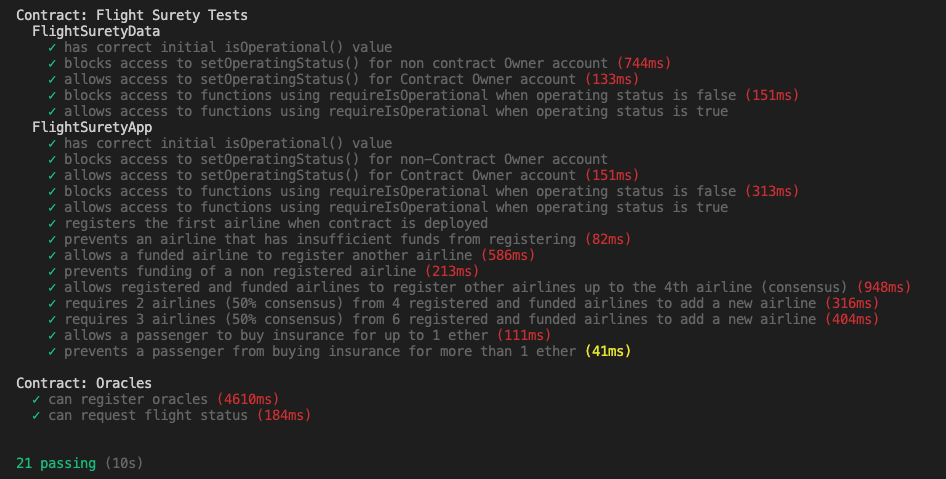 Contract: Flight Surety Tests
FlightSuretyData
✓ has correct initial isOperational() value
✓ blocks access to setOperatingStatus() for non contract Owner account (744ms)
✓ allows access to setOperatingStatus() for Contract Owner account (133ms)
✓ blocks access to functions using requireIsOperational when operating status is false (151ms)
✓ allows access to functions using requireIsOperational when operating status is true
FlightSuretyApp
✓ has correct initial isOperational() value
✓ blocks access to setOperatingStatus() for non-Contract Owner account
✓ allows access to setOperatingStatus() for Contract Owner account (151ms)
✓ blocks access to functions using requireIsOperational when operating status is false (313ms)
✓ allows access to functions using requireIsOperational when operating status is true
✓ registers the first airline when contract is deployed
✓ prevents an airline that has insufficient funds from registering (82ms)
✓ allows a funded airline to register another airline (586ms)
✓ prevents funding of a non registered airline (213ms)
✓ allows registered and funded airlines to register other airlines up to the 4th airline (consensus) (948ms)
✓ requires 2 airlines (50% consensus) from 4 registered and funded airlines to add a new airline (316ms)
✓ requires 3 airlines (50% consensus) from 6 registered and funded airlines to add a new airline (404ms)
✓ allows a passenger to buy insurance for up to 1 ether (111ms)
✓ prevents a passenger from buying insurance for more than 1 ether (41ms)
Contract: Oracles
✓ can register oracles (4610ms)
✓ can request flight status (184ms)
21 passing (10s)